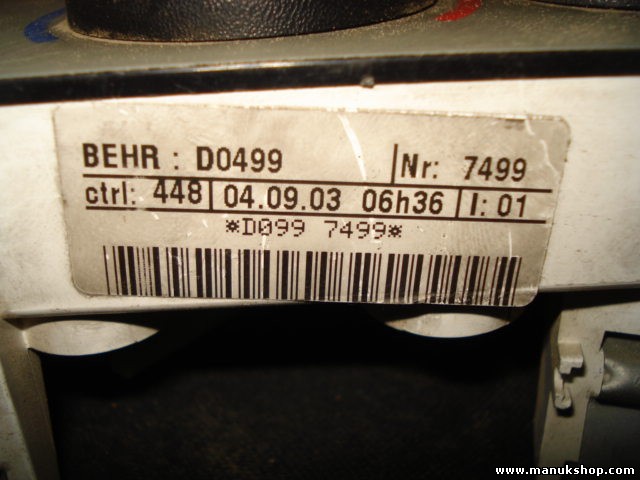 BEHR : D0499 Nr: 7499
ctrl: 448 04.09.03 06h36 I: 01
*D099 7499*
www.manukshop.com